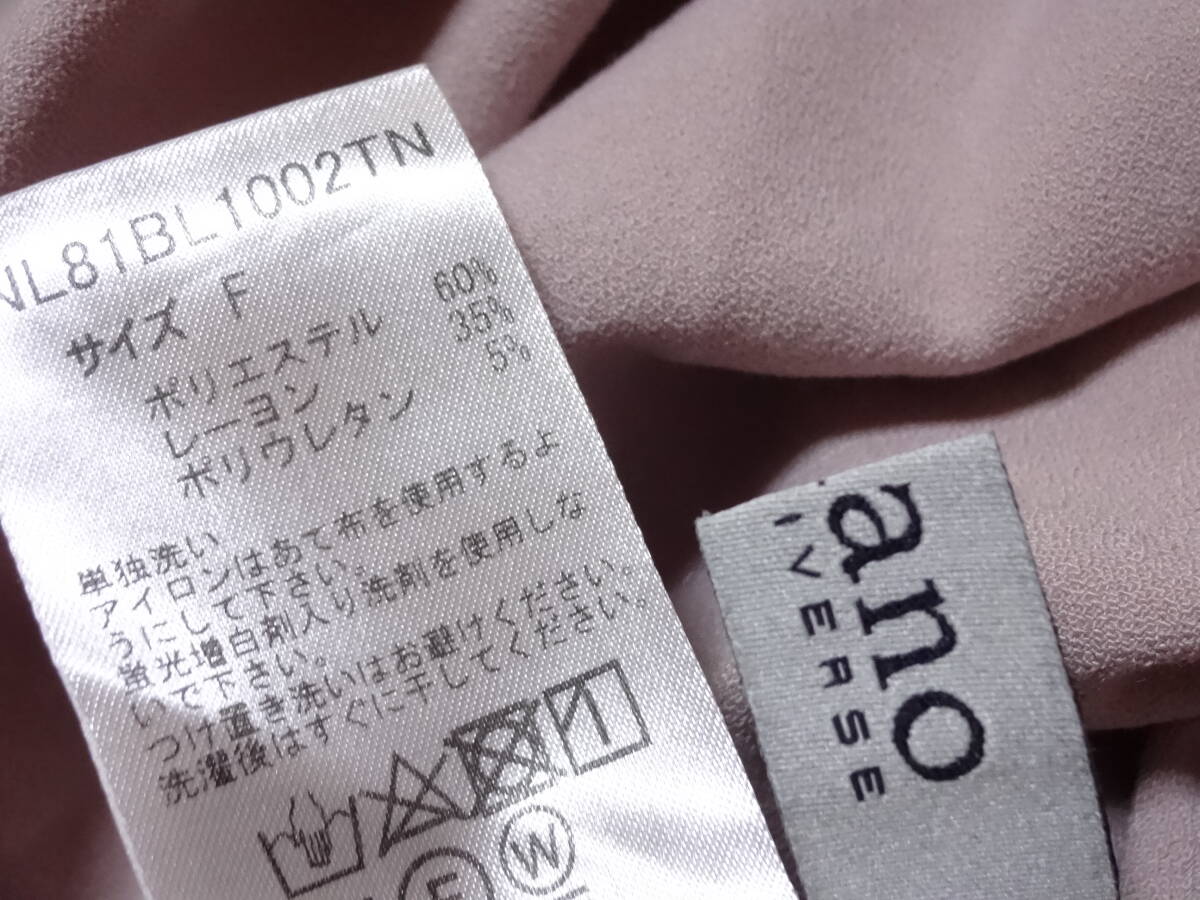 NL81BL1002TN
サイズ F
ポリエステル 60%
レーヨン 35%
ポリウレタン 5%
単独洗い
アイロンはあて布を使用するよ
うにして下さい。
蛍光増白剤入り洗剤を使用しな
いで下さい。
つけ置き洗いはお避けください。
洗濯後はすぐに干してください。
F
W
ano
IVERSE